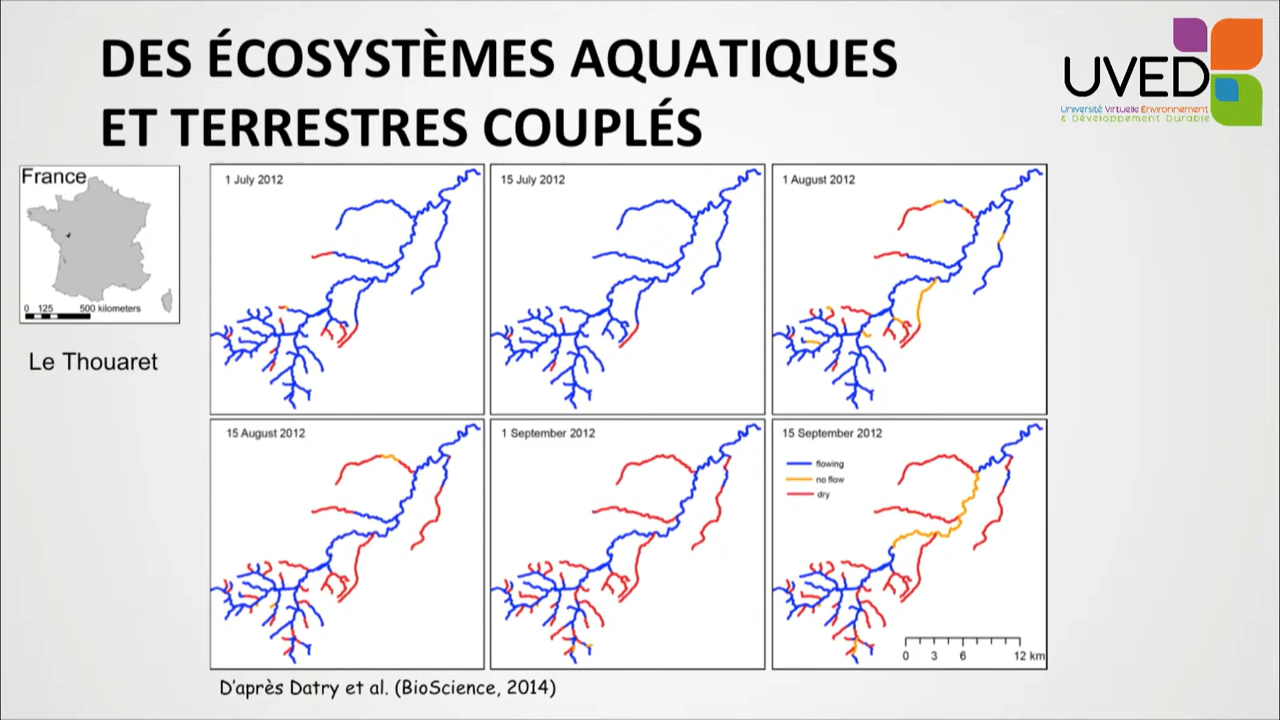 DES ÉCOSYSTÈMES AQUATIQUES
ET TERRESTRES COUPLÉS
UVED
Université Virtuelle Environnement
& Développement Durable
France
0 125 500 kilometers
Le Thouaret
1 July 2012
15 July 2012
1 August 2012
15 August 2012
1 September 2012
15 September 2012
flowing
no flow
dry
0 3 6 12 km
D'après Datry et al. (BioScience, 2014)